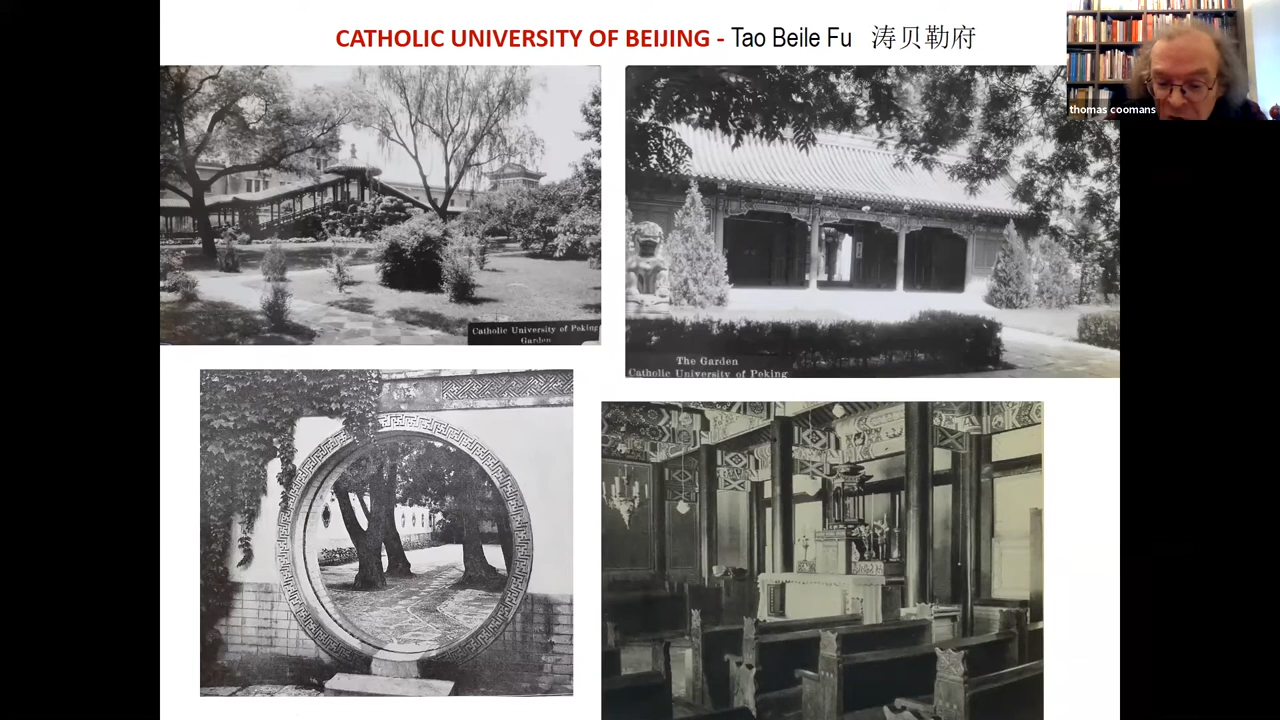 CATHOLIC UNIVERSITY OF BEIJING - Tao Beile Fu 涛贝勒府
thomas coomans
Catholic University of Peking
Garden
The Garden
Catholic University of Peking